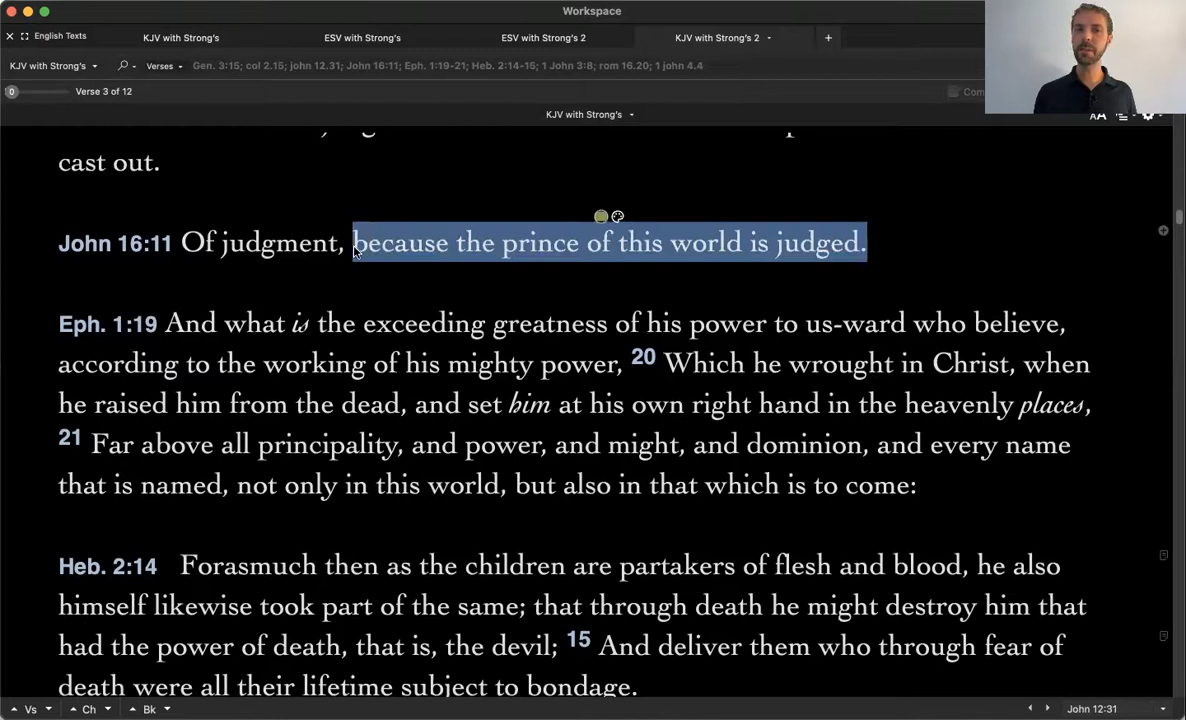 Workspace
English Texts KJV with Strong's ESV with Strong's ESV with Strong's 2 KJV with Strong's 2 +
KJV with Strong's Verses Gen. 3:15; col 2.15; john 12.31; John 16:11; Eph. 1:19-21; Heb. 2:14-15; 1 John 3:8; rom 16.20; 1 john 4.4
0 Verse 3 of 12 Com
KJV with Strong's AA
cast out.
John 16:11 Of judgment, because the prince of this world is judged.
Eph. 1:19 And what is the exceeding greatness of his power to us-ward who believe,
according to the working of his mighty power, 20 Which he wrought in Christ, when
he raised him from the dead, and set him at his own right hand in the heavenly places,
21 Far above all principality, and power, and might, and dominion, and every name
that is named, not only in this world, but also in that which is to come:
Heb. 2:14 Forasmuch then as the children are partakers of flesh and blood, he also
himself likewise took part of the same; that through death he might destroy him that
had the power of death, that is, the devil; 15 And deliver them who through fear of
death were all their lifetime subject to bondage.
Vs Ch Bk John 12:31